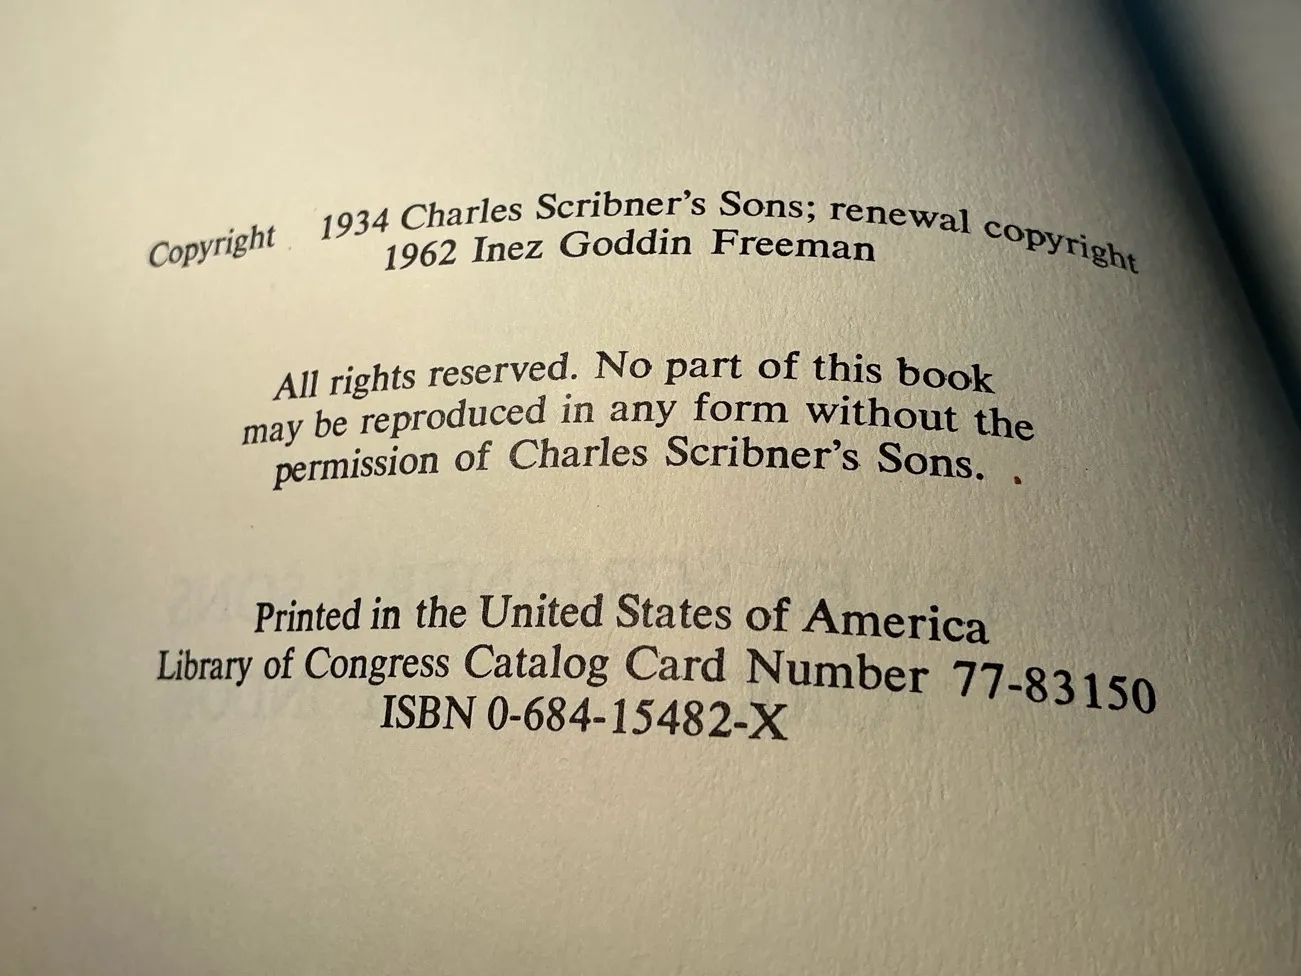 Copyright 1934 Charles Scribner's Sons; renewal copyright
1962 Inez Goddin Freeman
All rights reserved. No part of this book
may be reproduced in any form without the
permission of Charles Scribner's Sons.
Printed in the United States of America
Library of Congress Catalog Card Number 77-83150
ISBN 0-684-15482-X